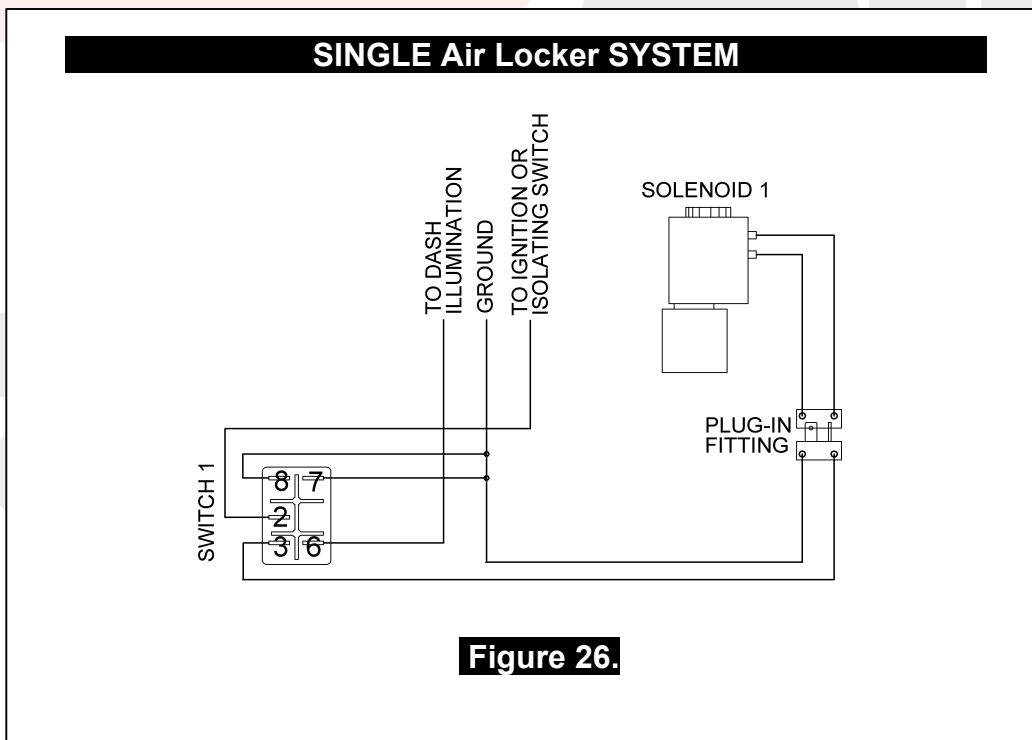 SINGLE Air Locker SYSTEM
TO DASH
ILLUMINATION
GROUND
TO IGNITION OR
ISOLATING SWITCH
SOLENOID 1
PLUG-IN
FITTING
SWITCH 1
8 7
2
3 6
Figure 26.